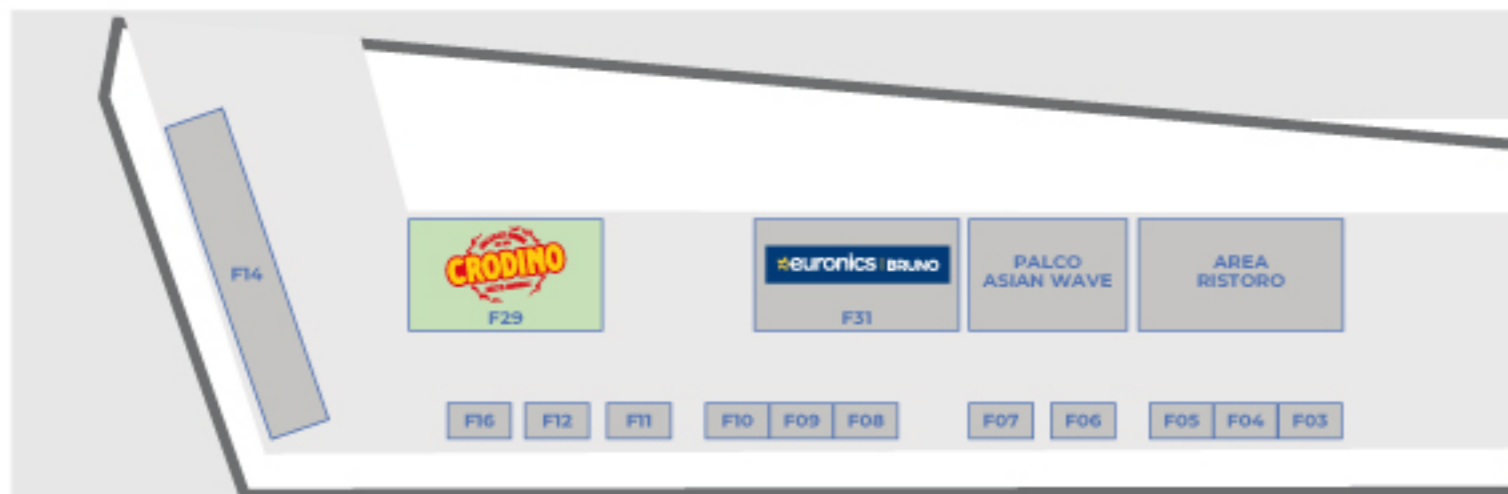 F14
CRODINO
F29
euronics BRUNO
F31
PALCO
ASIAN WAVE
AREA
RISTORO
F16
F12
F11
F10
F09
F08
F07
F06
F05
F04
F03